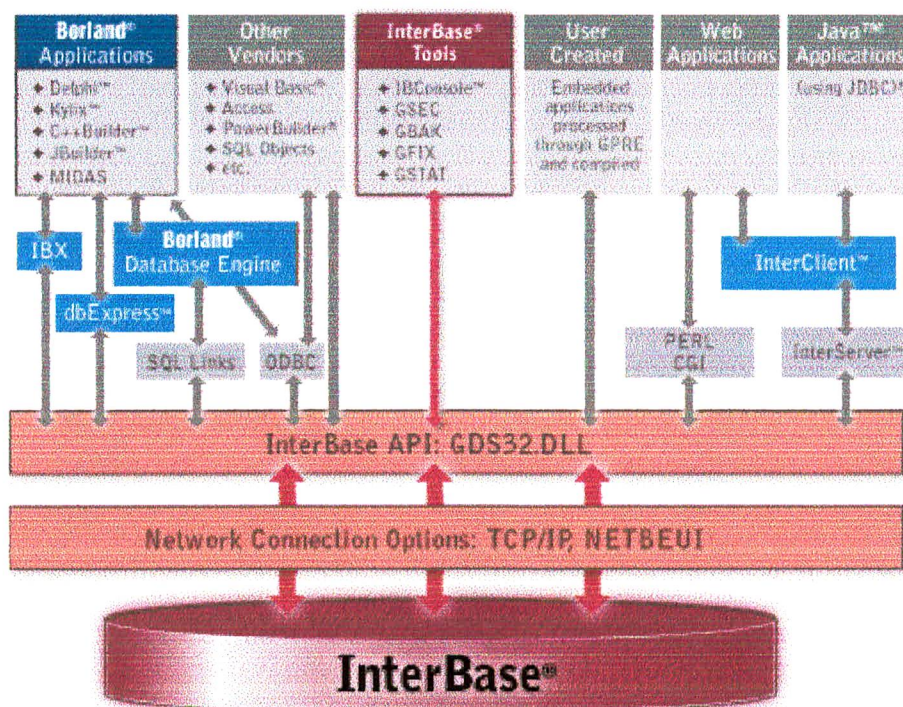 Borland®
Applications
✦ Delphi™
✦ Kylix™
✦ C++Builder™
✦ JBuilder™
✦ MIDAS
Other
Vendors
✦ Visual Basic®
✦ Access
✦ PowerBuilder®
✦ SQL Objects
✦ etc.
InterBase®
Tools
✦ IBConsole™
✦ GSEC
✦ GBAK
✦ GFIX
✦ GSTAT
User
Created
Embedded
applications
processed
through GPRE
and compiled
Web
Applications
Java™
Applications
(using JDBC)®
IBX
Borland®
Database Engine
InterClient™
dbExpress™
SQL Links
ODBC
PERL
CGI
InterServer™
InterBase API: GDS32.DLL
Network Connection Options: TCP/IP, NETBEUI
InterBase®